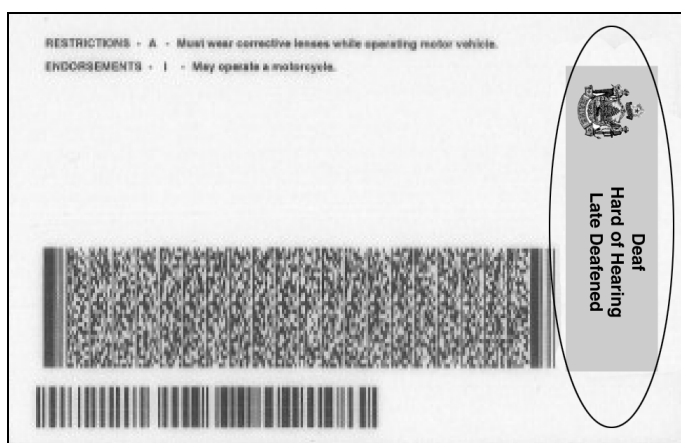 RESTRICTIONS - A - Must wear corrective lenses while operating motor vehicle.
ENDORSEMENTS - I - May operate a motorcycle.
Deaf
Hard of Hearing
Late Deafened